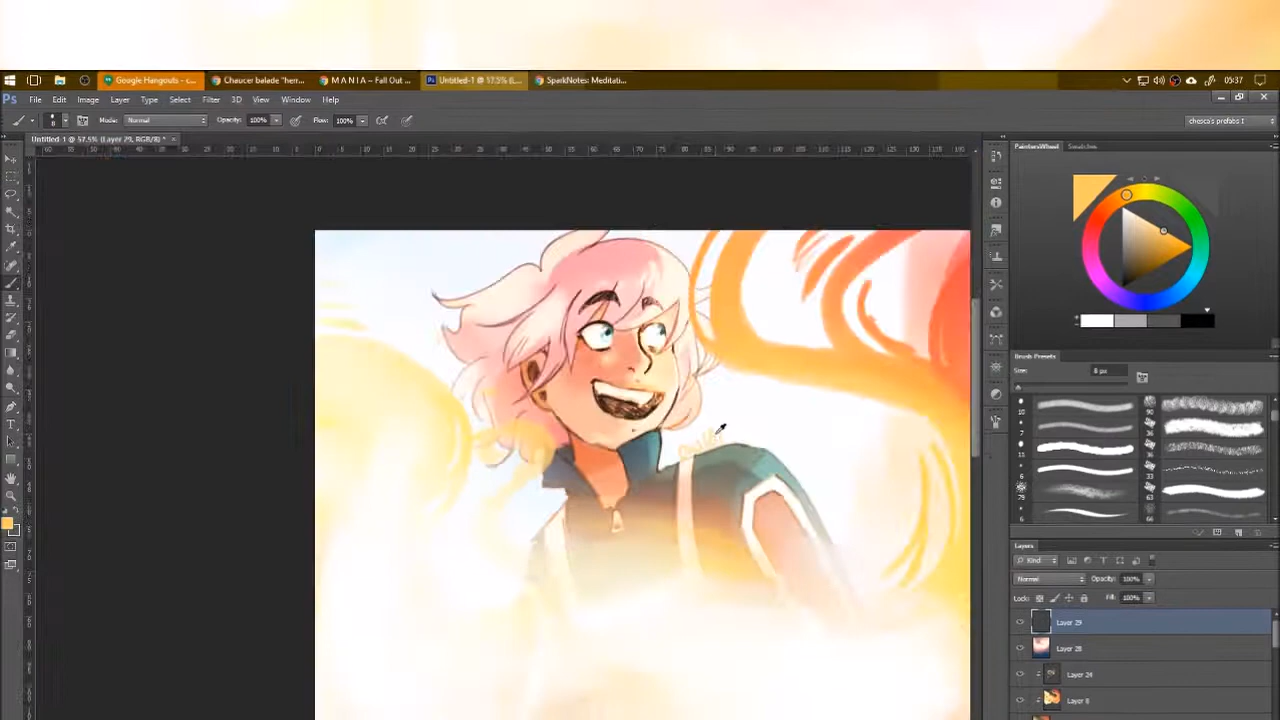 Google Hangouts - c...
Chaucer balade "herr...
M A N I A – Fall Out ...
Untitled-1 @ 57.5% (L...
SparkNotes: Meditati...
05:37
Ps
File Edit Image Layer Type Select Filter 3D View Window Help
Mode: Normal Opacity: 100% Flow: 100%
chesca's prefabs !
Untitled-1 @ 57.5% (Layer 29, RGB/8) *
PaintersWheel Swatches
Brush Presets
Size: 8 px
Layers
Kind
Normal Opacity: 100%
Lock: Fill: 100%
Layer 29
Layer 28
Layer 24
Layer 8